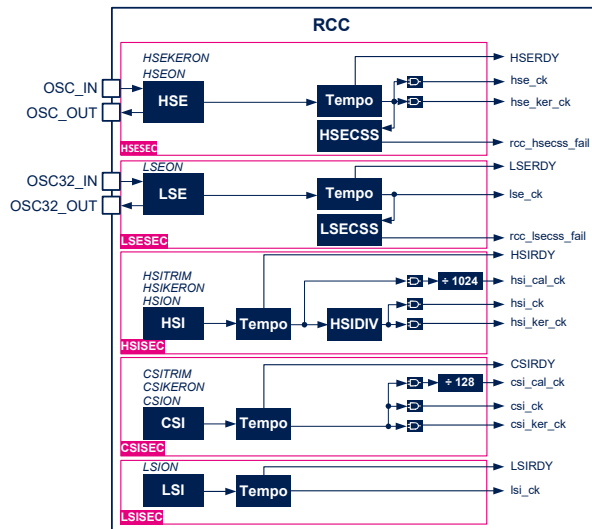 RCC
HSEKERON
HSEON
HSERDY
OSC_IN
OSC_OUT
HSE
Tempo
hse_ck
hse_ker_ck
HSECSS
rcc_hsecss_fail
HSESEC
LSEON
LSERDY
OSC32_IN
OSC32_OUT
LSE
Tempo
lse_ck
LSECSS
rcc_lsecss_fail
LSESEC
HSIRDY
HSITRIM
HSIKERON
HSION
÷ 1024
hsi_cal_ck
hsi_ck
HSI
Tempo
HSIDIV
hsi_ker_ck
HSISEC
CSIRDY
CSITRIM
CSIKERON
CSION
÷ 128
csi_cal_ck
csi_ck
CSI
Tempo
csi_ker_ck
CSISEC
LSION
LSIRDY
LSI
Tempo
lsi_ck
LSISEC